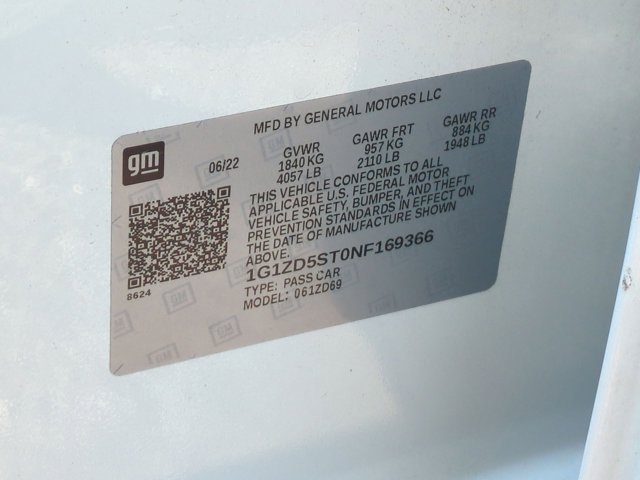 MFD BY GENERAL MOTORS LLC
gm
06/22
GVWR
1840 KG
4057 LB
GAWR FRT
957 KG
2110 LB
GAWR RR
884 KG
1948 LB
THIS VEHICLE CONFORMS TO ALL
APPLICABLE U.S. FEDERAL MOTOR
VEHICLE SAFETY, BUMPER, AND THEFT
PREVENTION STANDARDS IN EFFECT ON
THE DATE OF MANUFACTURE SHOWN
ABOVE.
1G1ZD5ST0NF169366
TYPE: PASS CAR
MODEL: 061ZD69
8624